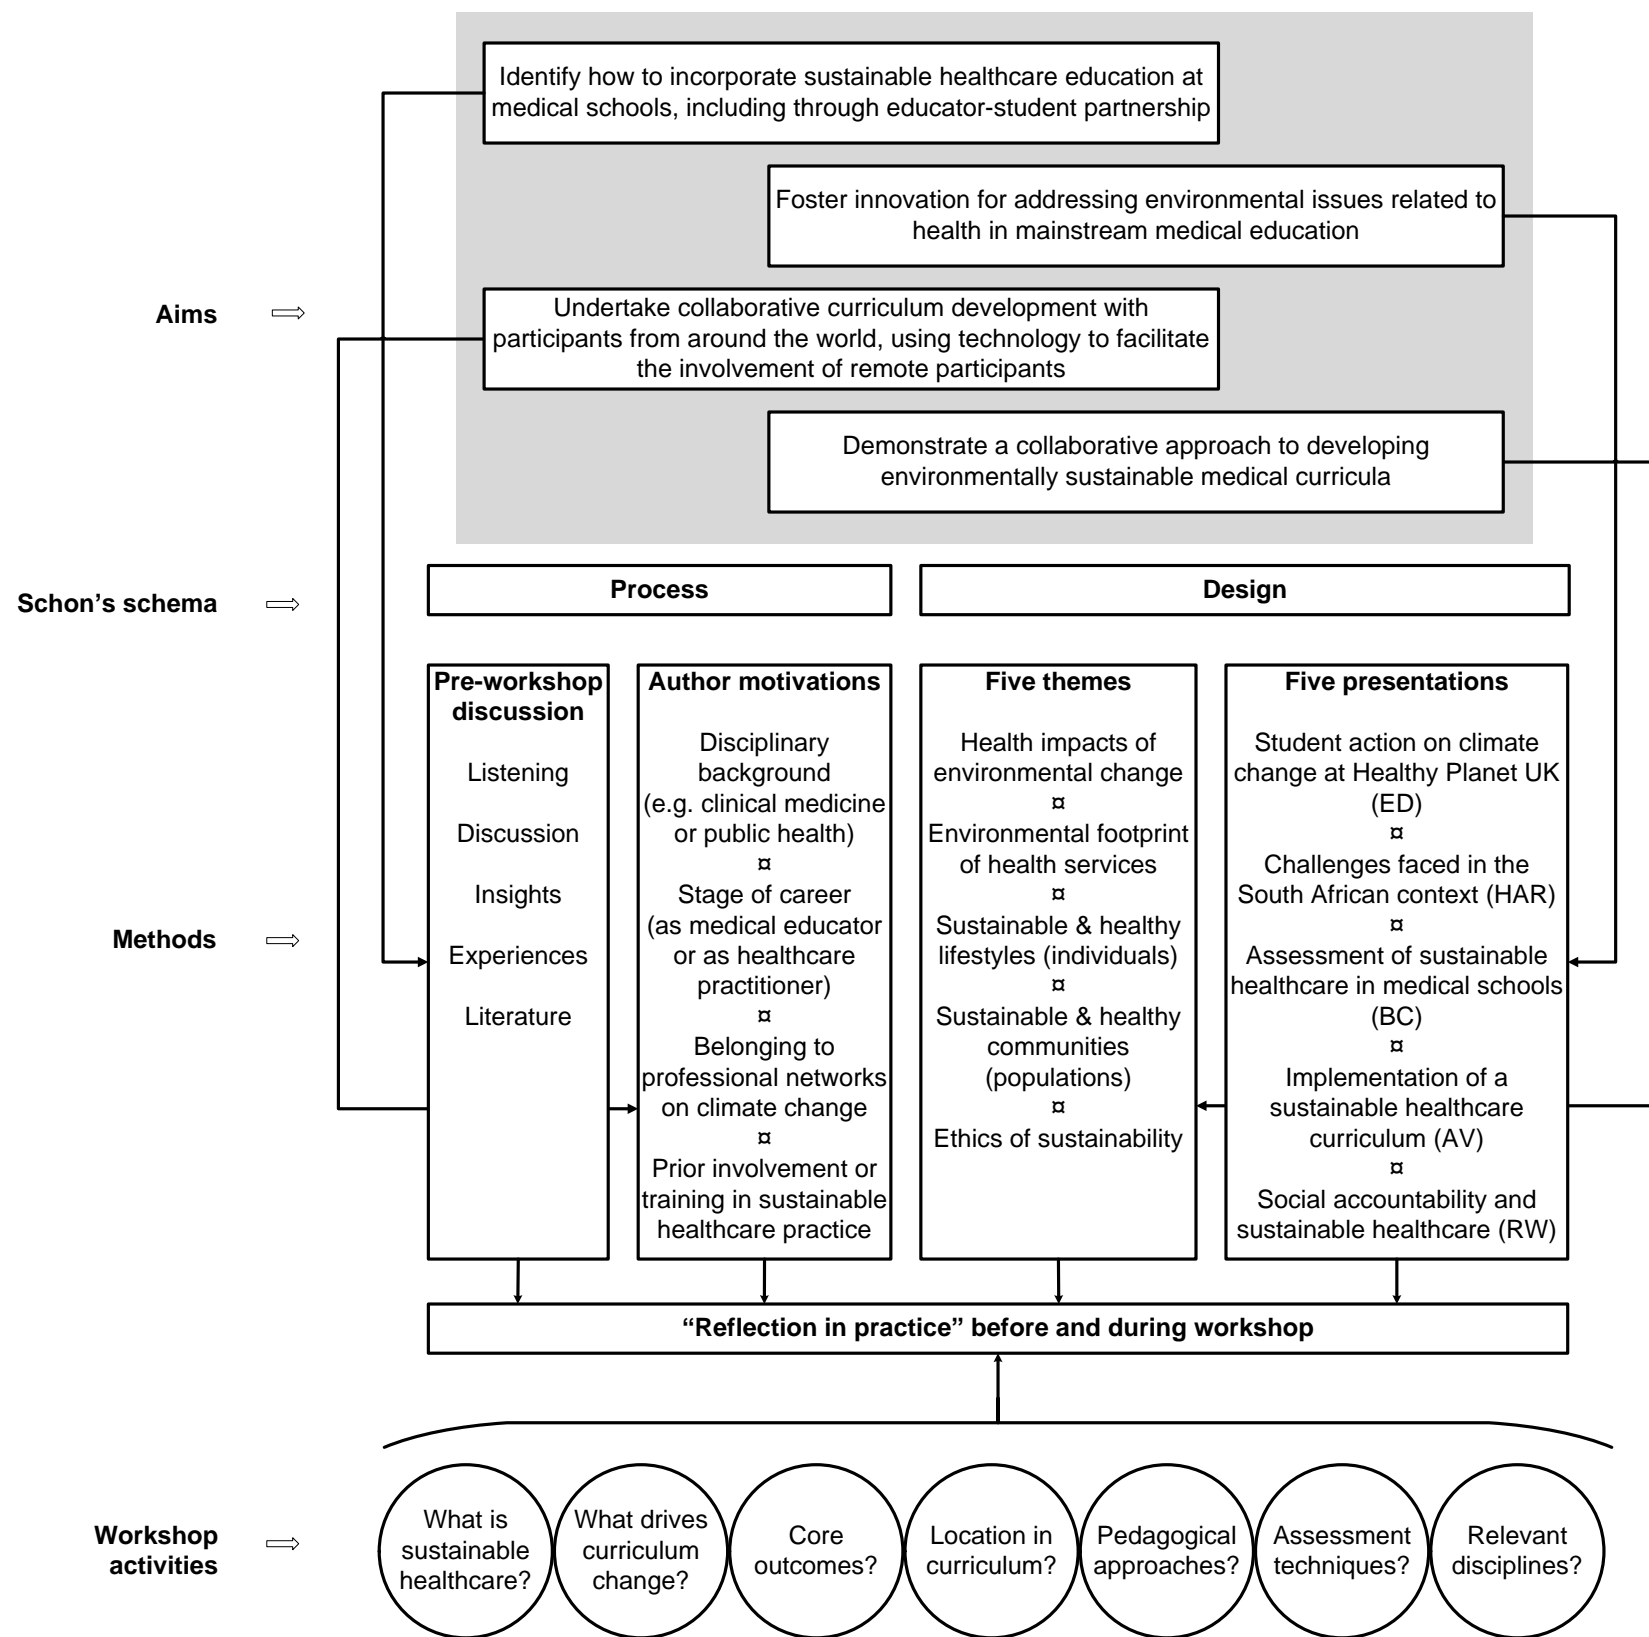 Identify how to incorporate sustainable healthcare education at
medical schools, including through educator-student partnership
Foster innovation for addressing environmental issues related to
health in mainstream medical education
Aims ⇨
Undertake collaborative curriculum development with
participants from around the world, using technology to facilitate
the involvement of remote participants
Demonstrate a collaborative approach to developing
environmentally sustainable medical curricula
Schon's schema ⇨
Process
Design
Methods ⇨
Pre-workshop
discussion
Listening
Discussion
Insights
Experiences
Literature
Author motivations
Disciplinary
background
(e.g. clinical medicine
or public health)
¤
Stage of career
(as medical educator
or as healthcare
practitioner)
¤
Belonging to
professional networks
on climate change
¤
Prior involvement or
training in sustainable
healthcare practice
Five themes
Health impacts of
environmental change
¤
Environmental footprint
of health services
¤
Sustainable & healthy
lifestyles (individuals)
¤
Sustainable & healthy
communities
(populations)
¤
Ethics of sustainability
Five presentations
Student action on climate
change at Healthy Planet UK
(ED)
¤
Challenges faced in the
South African context (HAR)
¤
Assessment of sustainable
healthcare in medical schools
(BC)
¤
Implementation of a
sustainable healthcare
curriculum (AV)
¤
Social accountability and
sustainable healthcare (RW)
“Reflection in practice” before and during workshop
Workshop
activities ⇨
What is
sustainable
healthcare?
What drives
curriculum
change?
Core
outcomes?
Location in
curriculum?
Pedagogical
approaches?
Assessment
techniques?
Relevant
disciplines?